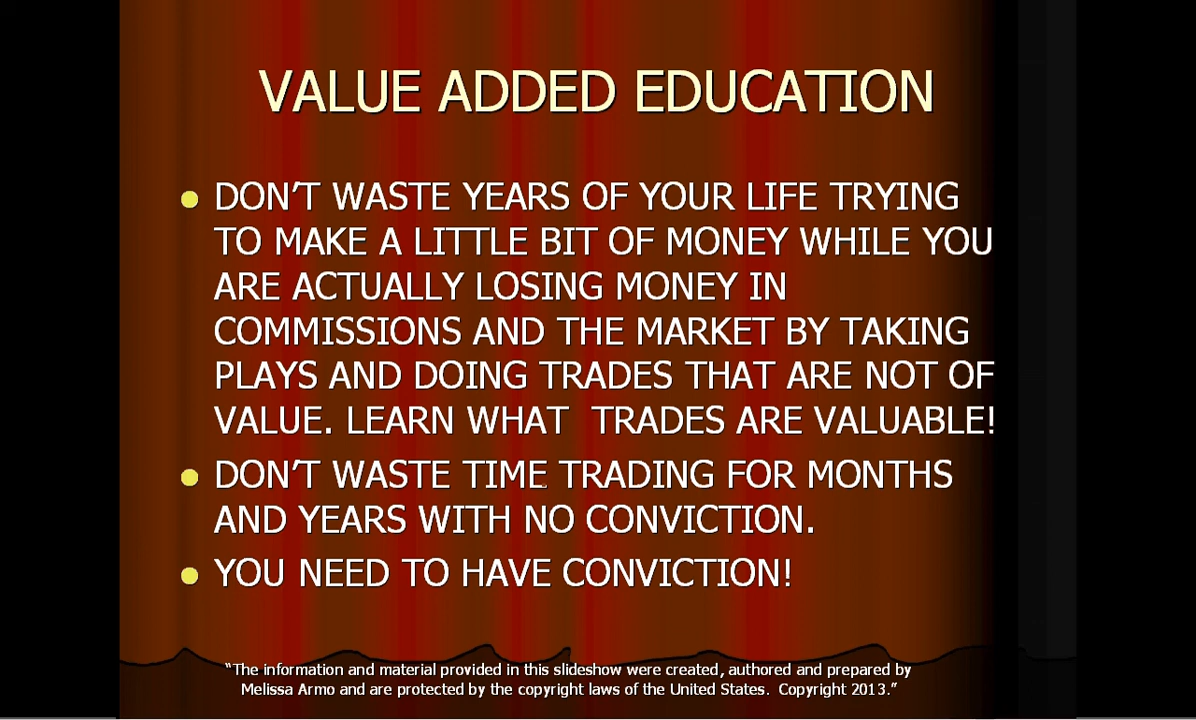 VALUE ADDED EDUCATION
DON'T WASTE YEARS OF YOUR LIFE TRYING
TO MAKE A LITTLE BIT OF MONEY WHILE YOU
ARE ACTUALLY LOSING MONEY IN
COMMISSIONS AND THE MARKET BY TAKING
PLAYS AND DOING TRADES THAT ARE NOT OF
VALUE. LEARN WHAT  TRADES ARE VALUABLE!
DON'T WASTE TIME TRADING FOR MONTHS
AND YEARS WITH NO CONVICTION.
YOU NEED TO HAVE CONVICTION!
“The information and material provided in this slideshow were created, authored and prepared by
Melissa Armo and are protected by the copyright laws of the United States.  Copyright 2013.”